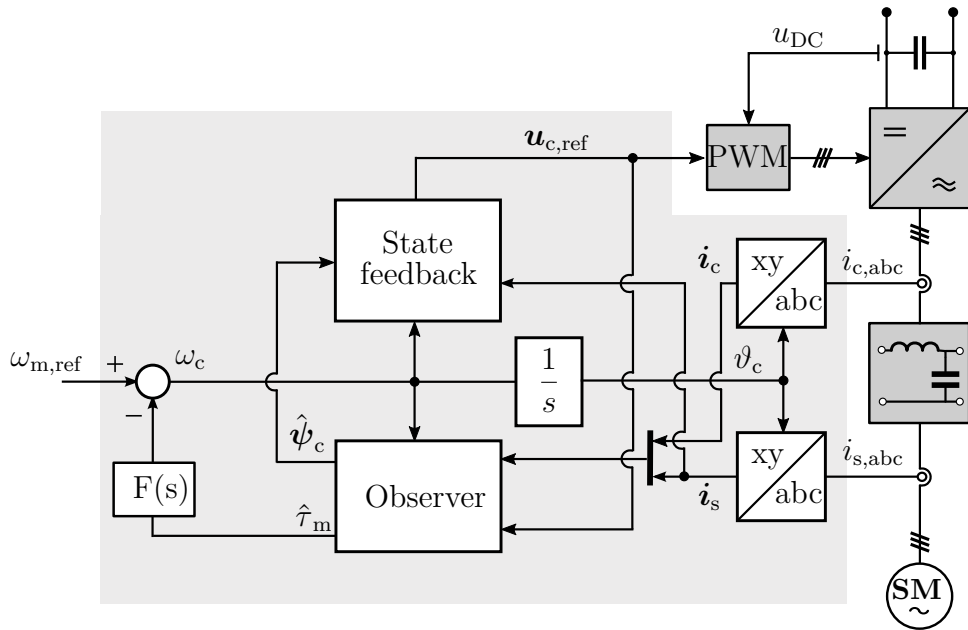 u_DC
u_c,ref
PWM
=
≈
State
feedback
i_c
xy
abc
i_c,abc
ω_m,ref
+
−
ω_c
1
s
ϑ_c
ψ̂_c
F(s)
τ̂_m
Observer
i_s
xy
abc
i_s,abc
SM
~